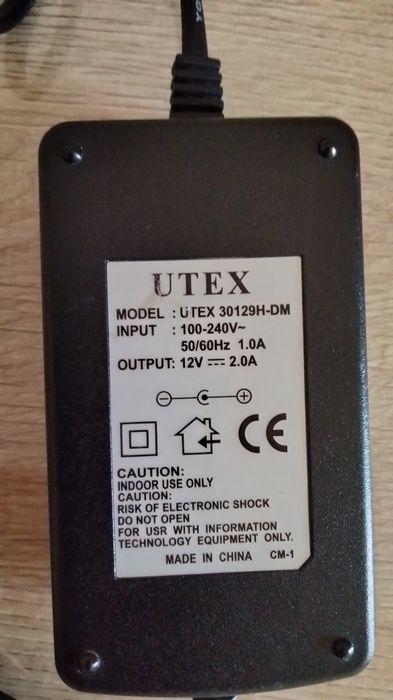 UTEX
MODEL : UTEX 30129H-DM
INPUT : 100-240V~
50/60Hz 1.0A
OUTPUT: 12V ⎓ 2.0A
CE
CAUTION:
INDOOR USE ONLY
CAUTION:
RISK OF ELECTRONIC SHOCK
DO NOT OPEN
FOR USR WITH INFORMATION
TECHNOLOGY EQUIPMENT ONLY.
MADE IN CHINA CM-1